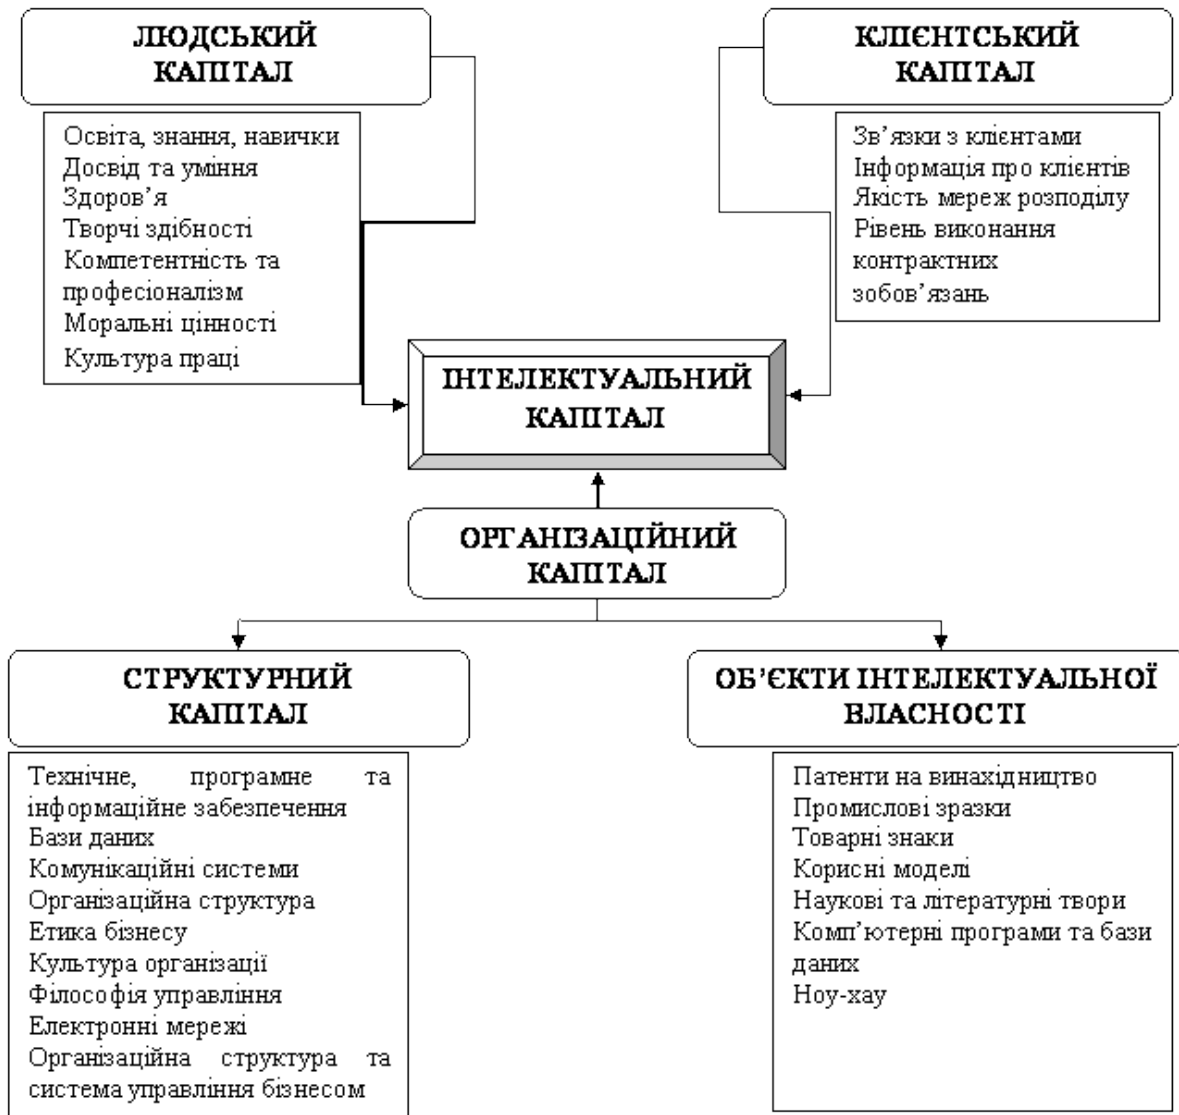 ЛЮДСЬКИЙ
КАПІТАЛ
Освіта, знання, навички
Досвід та уміння
Здоров’я
Творчі здібності
Компетентність та
професіоналізм
Моральні цінності
Культура праці
КЛІЄНТСЬКИЙ
КАПІТАЛ
Зв’язки з клієнтами
Інформація про клієнтів
Якість мереж розподілу
Рівень виконання
контрактних
зобов’язань
ІНТЕЛЕКТУАЛЬНИЙ
КАПІТАЛ
ОРГАНІЗАЦІЙНИЙ
КАПІТАЛ
СТРУКТУРНИЙ
КАПІТАЛ
Технічне, програмне та
інформаційне забезпечення
Бази даних
Комунікаційні системи
Організаційна структура
Етика бізнесу
Культура організації
Філософія управління
Електронні мережі
Організаційна структура та
система управління бізнесом
ОБ’ЄКТИ ІНТЕЛЕКТУАЛЬНОЇ
ВЛАСНОСТІ
Патенти на винахідництво
Промислові зразки
Товарні знаки
Корисні моделі
Наукові та літературні твори
Комп’ютерні програми та бази
даних
Ноу-хау